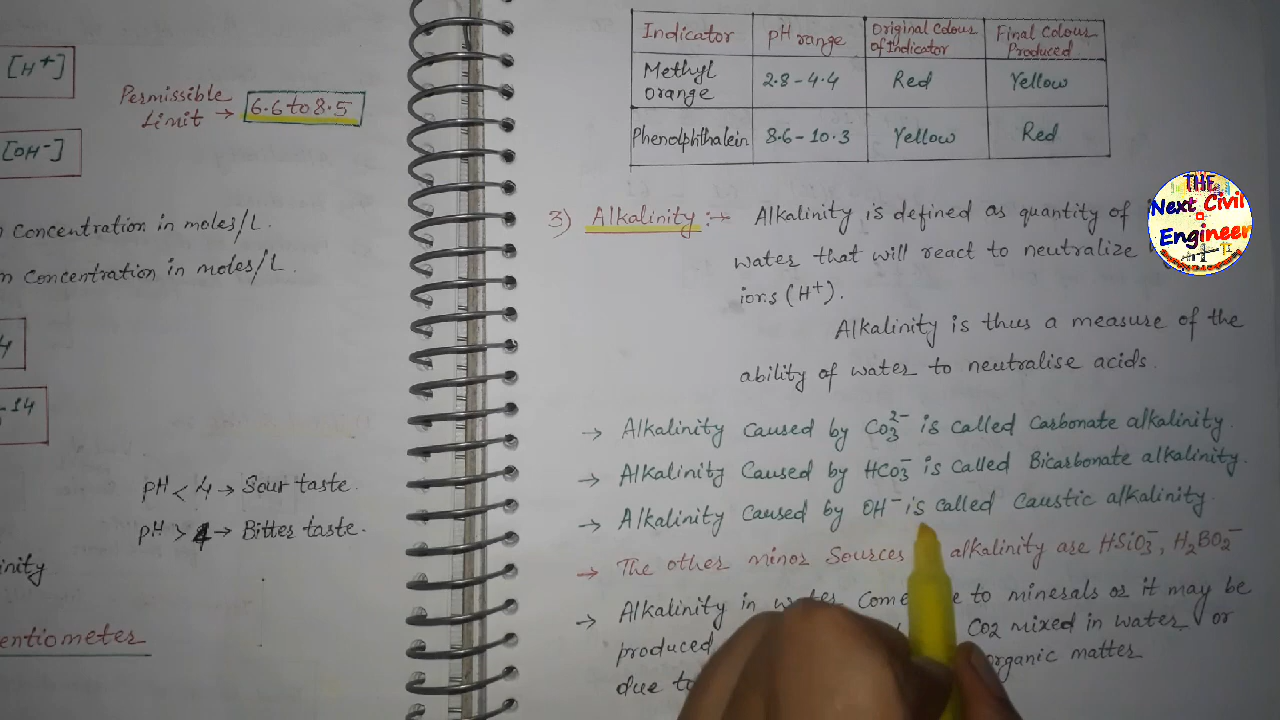 [H+]
Permissible
Limit → 6.6 to 8.5
[OH-]
Concentration in moles/L.
Concentration in moles/L.
-14
pH < 4 → Sour taste.
pH > 4 → Bitter taste.
Indicator | pH range | Original Colour of Indicator | Final Colour Produced
Methyl orange | 2.8 - 4.4 | Red | Yellow
Phenolphthalein | 8.6 - 10.3 | Yellow | Red
3) Alkalinity :→ Alkalinity is defined as quantity of
water that will react to neutralize
ions (H+).
Alkalinity is thus a measure of the
ability of water to neutralise acids.
→ Alkalinity caused by CO3 2- is called Carbonate alkalinity.
→ Alkalinity Caused by HCO3- is called Bicarbonate alkalinity.
→ Alkalinity Caused by OH- is called Caustic alkalinity.
→ The other minor Sources alkalinity are HSiO3-, H2BO2-
→ Alkalinity in water to minerals or it may be
produced CO2 mixed in water, or
due to organic matter
THE
Next Civil
Engineer